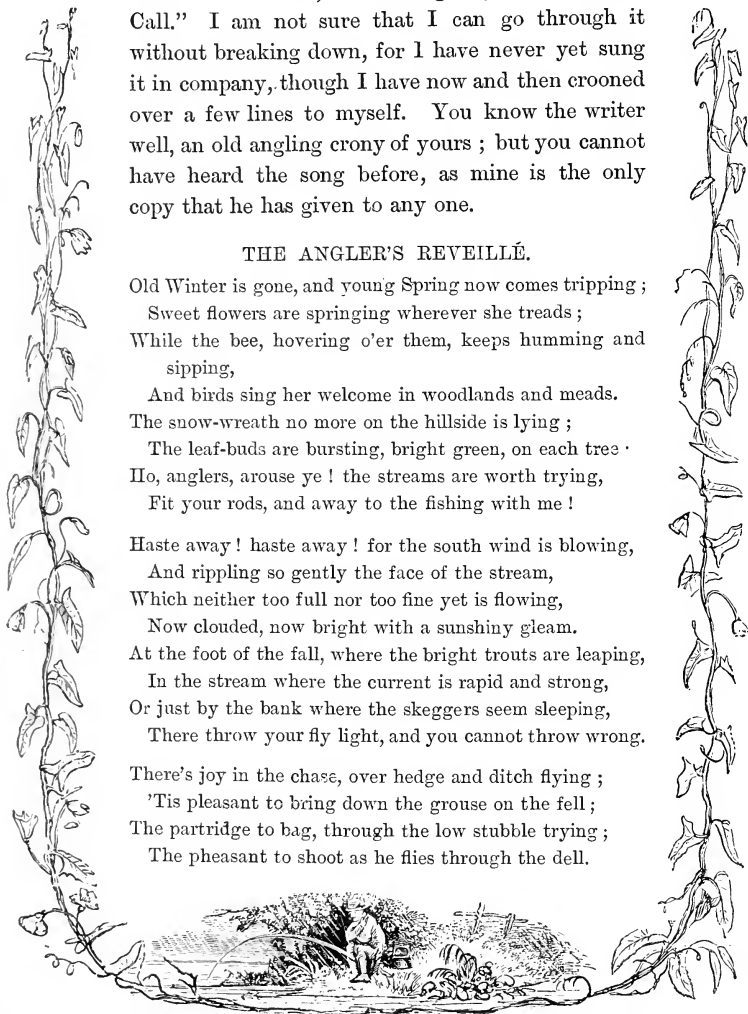 Call.” I am not sure that I can go through it
without breaking down, for I have never yet sung
it in company, though I have now and then crooned
over a few lines to myself. You know the writer
well, an old angling crony of yours ; but you cannot
have heard the song before, as mine is the only
copy that he has given to any one.
THE ANGLER’S REVEILLÉ.
Old Winter is gone, and young Spring now comes tripping ;
Sweet flowers are springing wherever she treads ;
While the bee, hovering o’er them, keeps humming and
sipping,
And birds sing her welcome in woodlands and meads.
The snow-wreath no more on the hillside is lying ;
The leaf-buds are bursting, bright green, on each tree ·
Ho, anglers, arouse ye ! the streams are worth trying,
Fit your rods, and away to the fishing with me !
Haste away ! haste away ! for the south wind is blowing,
And rippling so gently the face of the stream,
Which neither too full nor too fine yet is flowing,
Now clouded, now bright with a sunshiny gleam.
At the foot of the fall, where the bright trouts are leaping,
In the stream where the current is rapid and strong,
Or just by the bank where the skeggers seem sleeping,
There throw your fly light, and you cannot throw wrong.
There’s joy in the chase, over hedge and ditch flying ;
’Tis pleasant to bring down the grouse on the fell ;
The partridge to bag, through the low stubble trying ;
The pheasant to shoot as he flies through the dell.